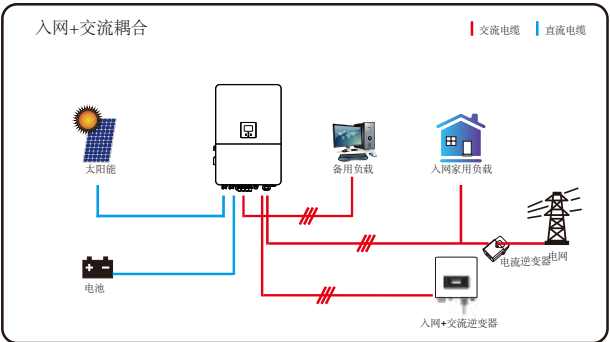 入网+交流耦合
交流电缆
直流电缆
太阳能
备用负载
入网家用负载
电流逆变器
电网
电池
入网+交流逆变器